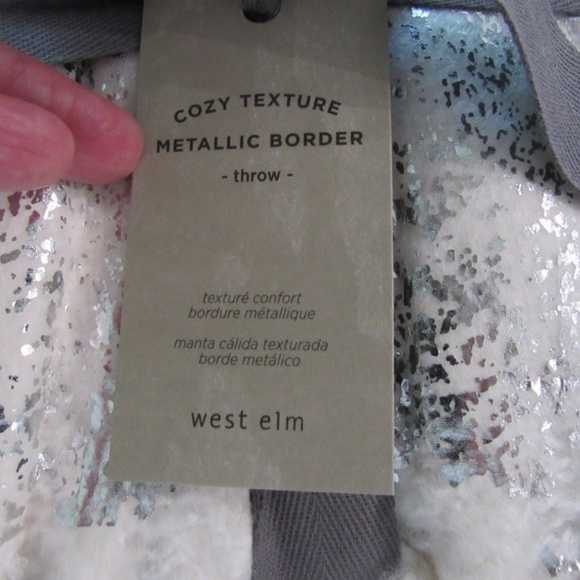 COZY TEXTURE
METALLIC BORDER
- throw -
texturé confort
bordure métallique
manta cálida texturada
borde metálico
west elm